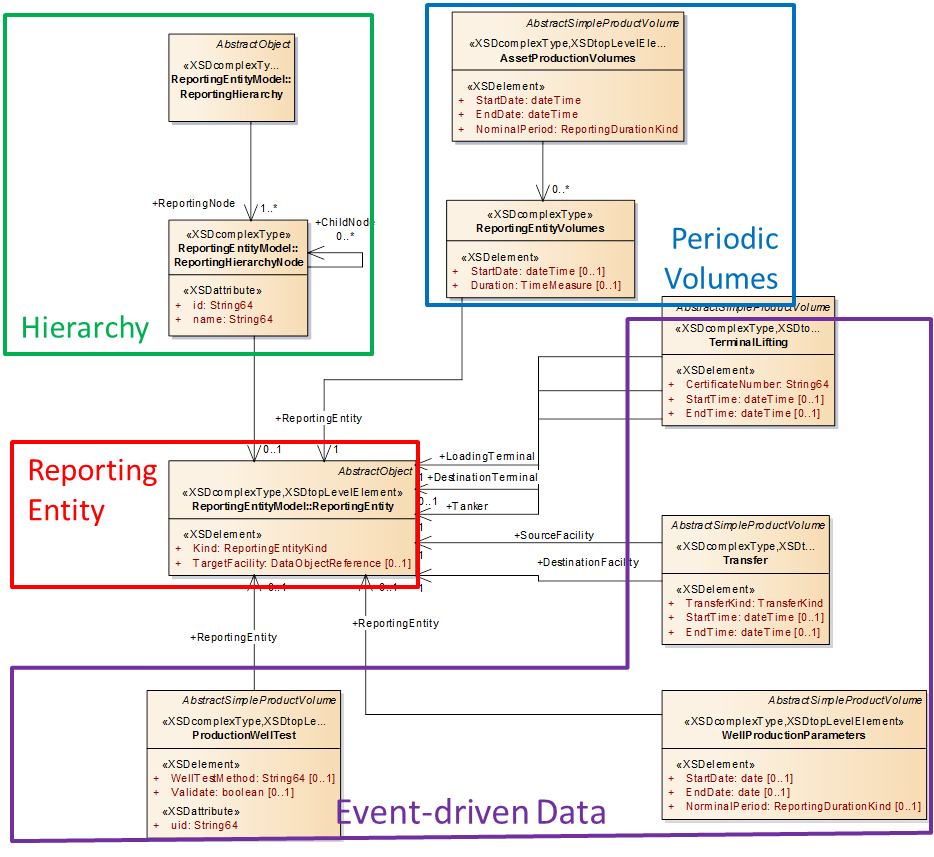 AbstractObject
«XSDcomplexTy...
ReportingEntityModel::
ReportingHierarchy
+ReportingNode
1..*
+ChildNode
0..*
«XSDcomplexType»
ReportingEntityModel::
ReportingHierarchyNode
«XSDattribute»
+ id: String64
+ name: String64
Hierarchy
AbstractSimpleProductVolume
«XSDcomplexType,XSDtopLevelEle...
AssetProductionVolumes
«XSDelement»
+ StartDate: dateTime
+ EndDate: dateTime
+ NominalPeriod: ReportingDurationKind
0..*
«XSDcomplexType»
ReportingEntityVolumes
«XSDelement»
+ StartDate: dateTime [0..1]
+ Duration: TimeMeasure [0..1]
Periodic
Volumes
AbstractSimpleProductVolume
«XSDcomplexType,XSDto...
TerminalLifting
«XSDelement»
+ CertificateNumber: String64
+ StartTime: dateTime [0..1]
+ EndTime: dateTime [0..1]
+ReportingEntity
0..1
1
Reporting
Entity
AbstractObject
«XSDcomplexType,XSDtopLevelElement»
ReportingEntityModel::ReportingEntity
«XSDelement»
+ Kind: ReportingEntityKind
+ TargetFacility: DataObjectReference [0..1]
+LoadingTerminal
1
+DestinationTerminal
0..1
+Tanker
1
+SourceFacility
1
+DestinationFacility
1
AbstractSimpleProductVolume
«XSDcomplexType,XSDt...
Transfer
«XSDelement»
+ TransferKind: TransferKind
+ StartTime: dateTime [0..1]
+ EndTime: dateTime [0..1]
0..1
0..1
+ReportingEntity
+ReportingEntity
AbstractSimpleProductVolume
«XSDcomplexType,XSDtopLe...
ProductionWellTest
«XSDelement»
+ WellTestMethod: String64 [0..1]
+ Validate: boolean [0..1]
«XSDattribute»
+ uid: String64
AbstractSimpleProductVolume
«XSDcomplexType,XSDtopLevelElement»
WellProductionParameters
«XSDelement»
+ StartDate: date [0..1]
+ EndDate: date [0..1]
+ NorminalPeriod: ReportingDurationKind [0..1]
Event-driven Data